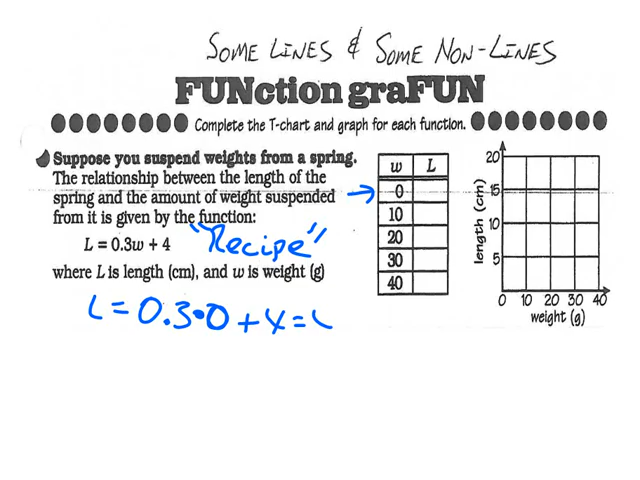 SOME LINES & SOME NON-LINES
FUNction graFUN
Complete the T-chart and graph for each function.
Suppose you suspend weights from a spring.
The relationship between the length of the
spring and the amount of weight suspended
from it is given by the function:
L = 0.3w + 4
"Recipe"
where L is length (cm), and w is weight (g)
L = 0.3•0 + 4 =
w L
0
10
20
30
40
length (cm)
20
15
10
5
0 10 20 30 40
weight (g)